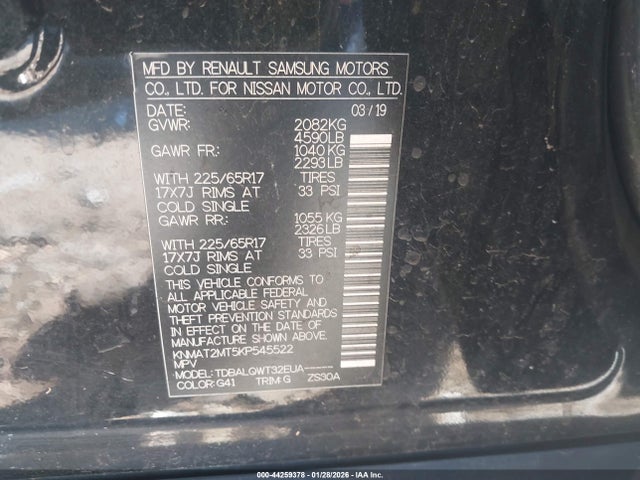 MFD BY RENAULT SAMSUNG MOTORS
CO., LTD. FOR NISSAN MOTOR CO., LTD.
DATE: 03/19
GVWR: 2082KG
4590LB
GAWR FR: 1040 KG
2293LB
WITH 225/65R17 TIRES
17X7J RIMS AT 33 PSI
COLD SINGLE
GAWR RR: 1055 KG
2326LB
WITH 225/65R17 TIRES
17X7J RIMS AT 33 PSI
COLD SINGLE
THIS VEHICLE CONFORMS TO
ALL APPLICABLE FEDERAL
MOTOR VEHICLE SAFETY AND
THEFT PREVENTION STANDARDS
IN EFFECT ON THE DATE OF
MANUFACTURE SHOWN ABOVE.
KNMAT2MT5KP545522
MPV
MODEL: TDBALGWT32EUA-----
COLOR: G41 TRIM: G ZS30A
00-44259378 | 01/28/2026 - IAA Inc.